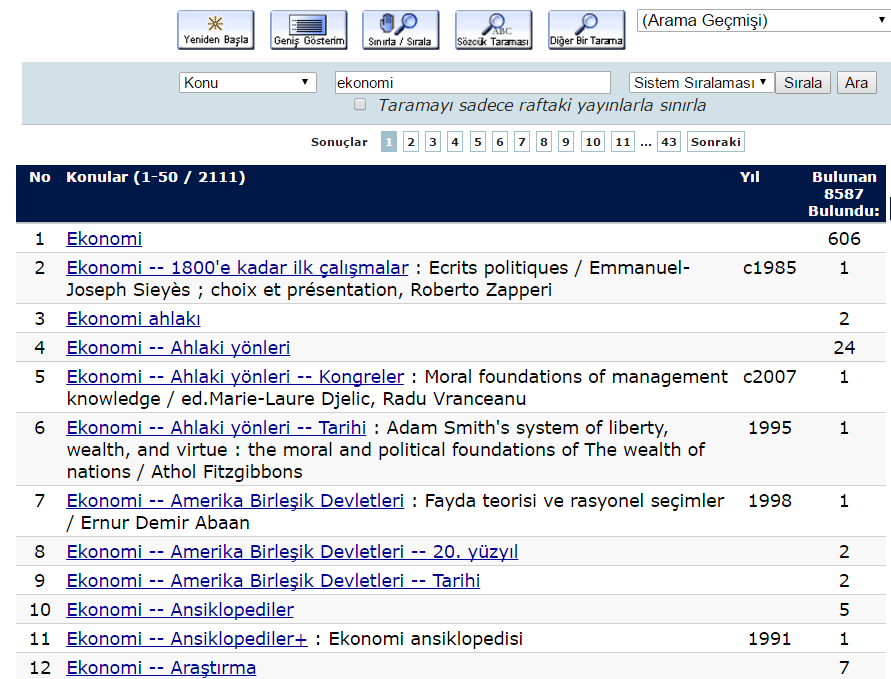 Yeniden Başla
Geniş Gösterim
Sınırla / Sırala
ABC
Sözcük Taraması
Diğer Bir Tarama
(Arama Geçmişi)
Konu
ekonomi
Sistem Sıralaması
Sırala
Ara
Taramayı sadece raftaki yayınlarla sınırla
Sonuçlar 1 2 3 4 5 6 7 8 9 10 11 ... 43 Sonraki
No Konular (1-50 / 2111) Yıl Bulunan
8587
Bulundu:
1 Ekonomi 606
2 Ekonomi -- 1800'e kadar ilk çalışmalar : Ecrits politiques / Emmanuel- c1985 1
Joseph Sieyès ; choix et présentation, Roberto Zapperi
3 Ekonomi ahlakı 2
4 Ekonomi -- Ahlaki yönleri 24
5 Ekonomi -- Ahlaki yönleri -- Kongreler : Moral foundations of management c2007 1
knowledge / ed.Marie-Laure Djelic, Radu Vranceanu
6 Ekonomi -- Ahlaki yönleri -- Tarihi : Adam Smith's system of liberty, 1995 1
wealth, and virtue : the moral and political foundations of The wealth of
nations / Athol Fitzgibbons
7 Ekonomi -- Amerika Birleşik Devletleri : Fayda teorisi ve rasyonel seçimler 1998 1
/ Ernur Demir Abaan
8 Ekonomi -- Amerika Birleşik Devletleri -- 20. yüzyıl 2
9 Ekonomi -- Amerika Birleşik Devletleri -- Tarihi 2
10 Ekonomi -- Ansiklopediler 5
11 Ekonomi -- Ansiklopediler+ : Ekonomi ansiklopedisi 1991 1
12 Ekonomi -- Araştırma 7